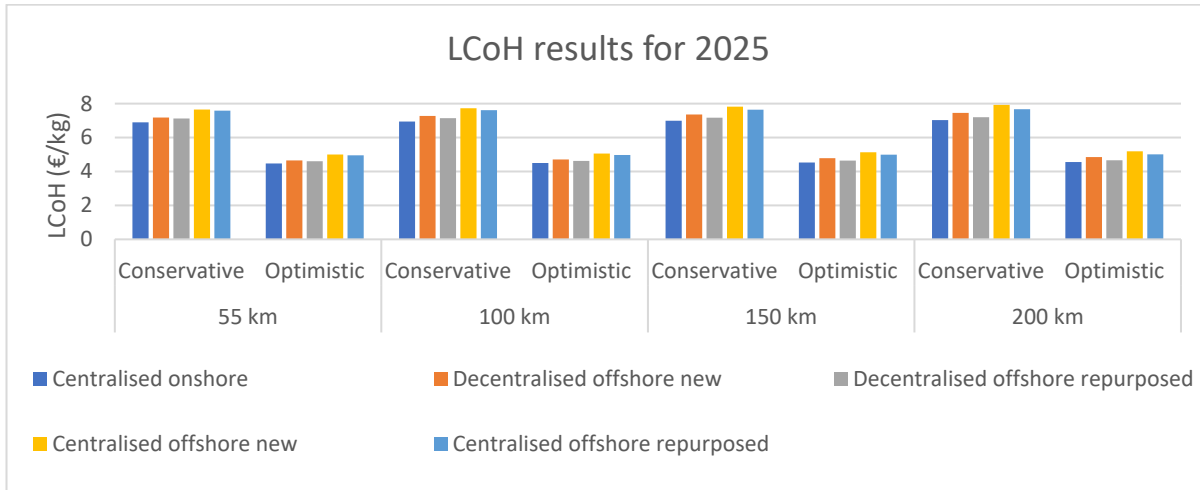 LCoH results for 2025
LCoH (€/kg)
8
6
4
2
0
Conservative Optimistic Conservative Optimistic Conservative Optimistic Conservative Optimistic
55 km 100 km 150 km 200 km
Centralised onshore Decentralised offshore new Decentralised offshore repurposed
Centralised offshore new Centralised offshore repurposed